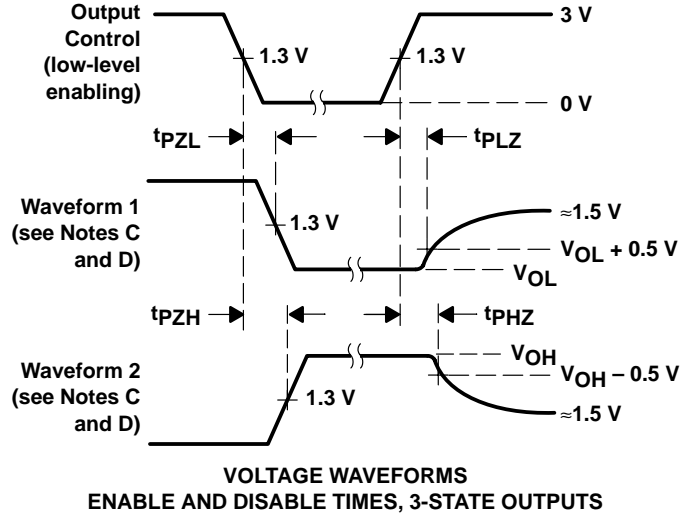 Output
Control
(low-level
enabling)
3 V
1.3 V
1.3 V
0 V
tPZL
tPLZ
Waveform 1
(see Notes C
and D)
1.3 V
≈1.5 V
VOL + 0.5 V
VOL
tPZH
tPHZ
Waveform 2
(see Notes C
and D)
1.3 V
VOH
VOH – 0.5 V
≈1.5 V
VOLTAGE WAVEFORMS
ENABLE AND DISABLE TIMES, 3-STATE OUTPUTS